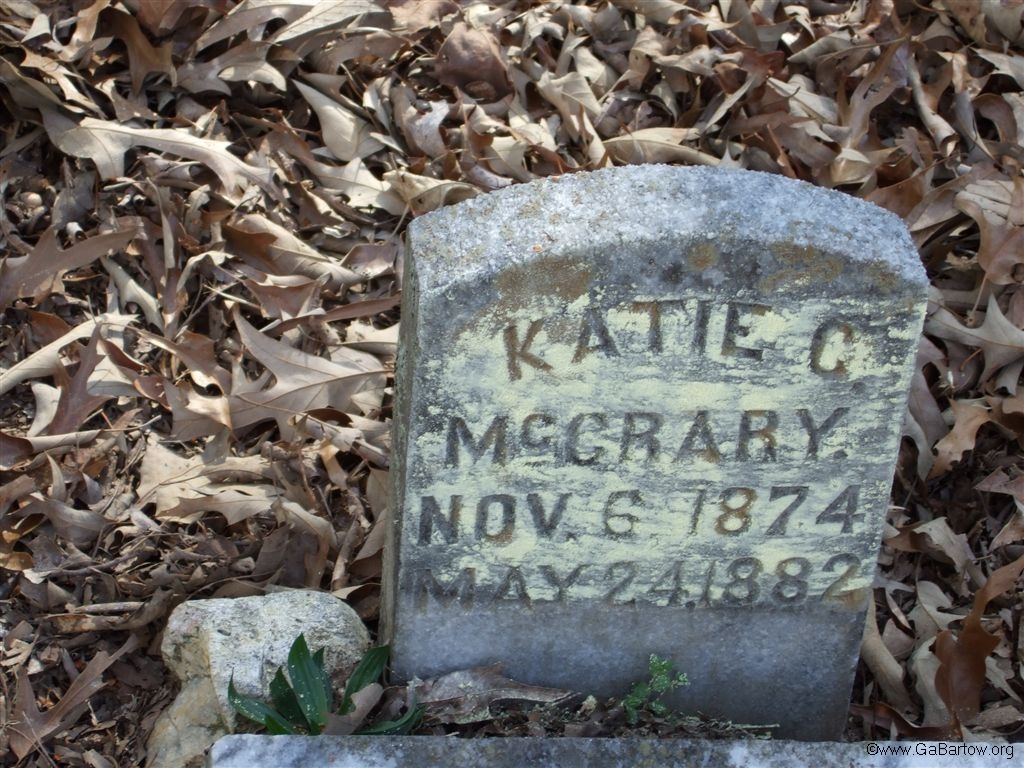 KATIE C
McCRARY.
NOV. 6 1874
MAY 24, 1882
©www.GaBartow.org